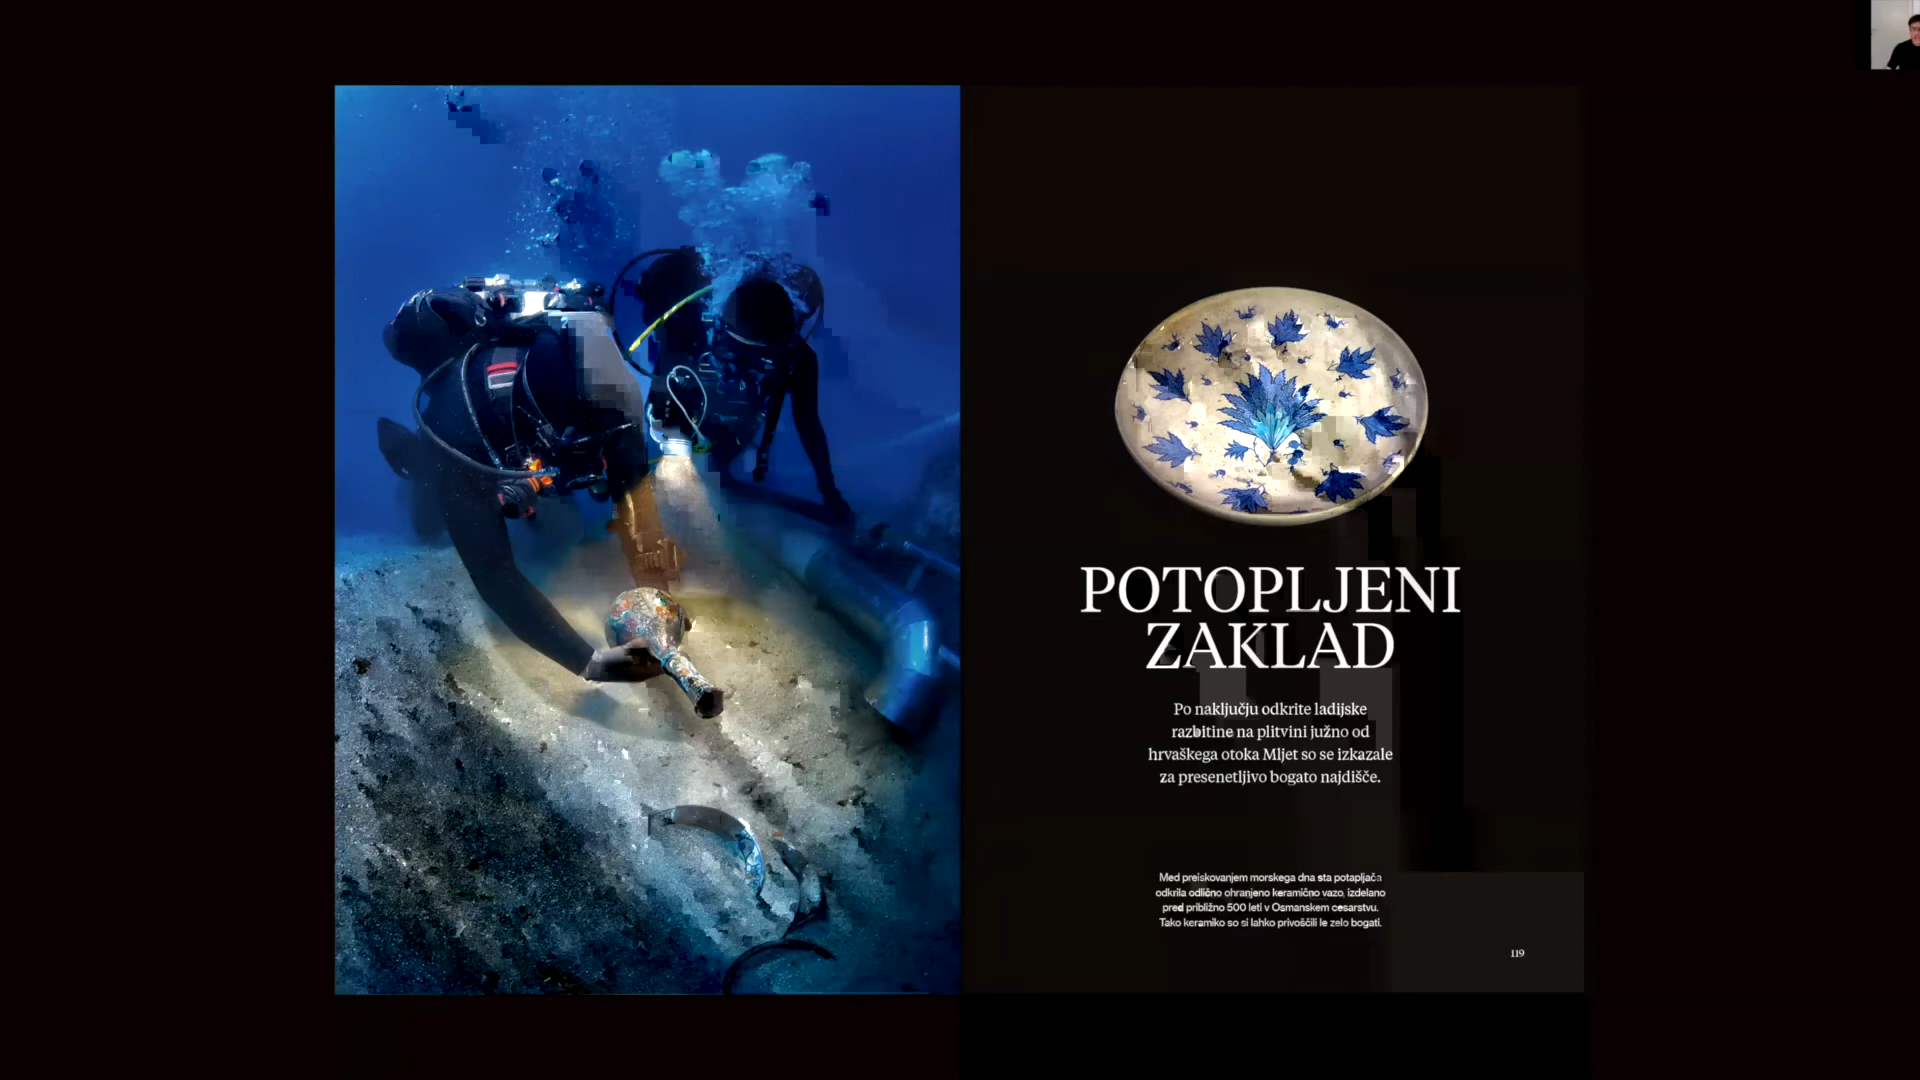 POTOPLJENI
ZAKLAD
Po naključju odkrite ladijske
razbitine na plitvini južno od
hrvaškega otoka Mljet so se izkazale
za presenetljivo bogato najdišče.
Med preiskovanjem morskega dna sta potapljača
odkrila odlično ohranjeno keramično vazo, izdelano
pred približno 500 leti v Osmanskem cesarstvu.
Tako keramiko so si lahko privoščili le zelo bogati.
119